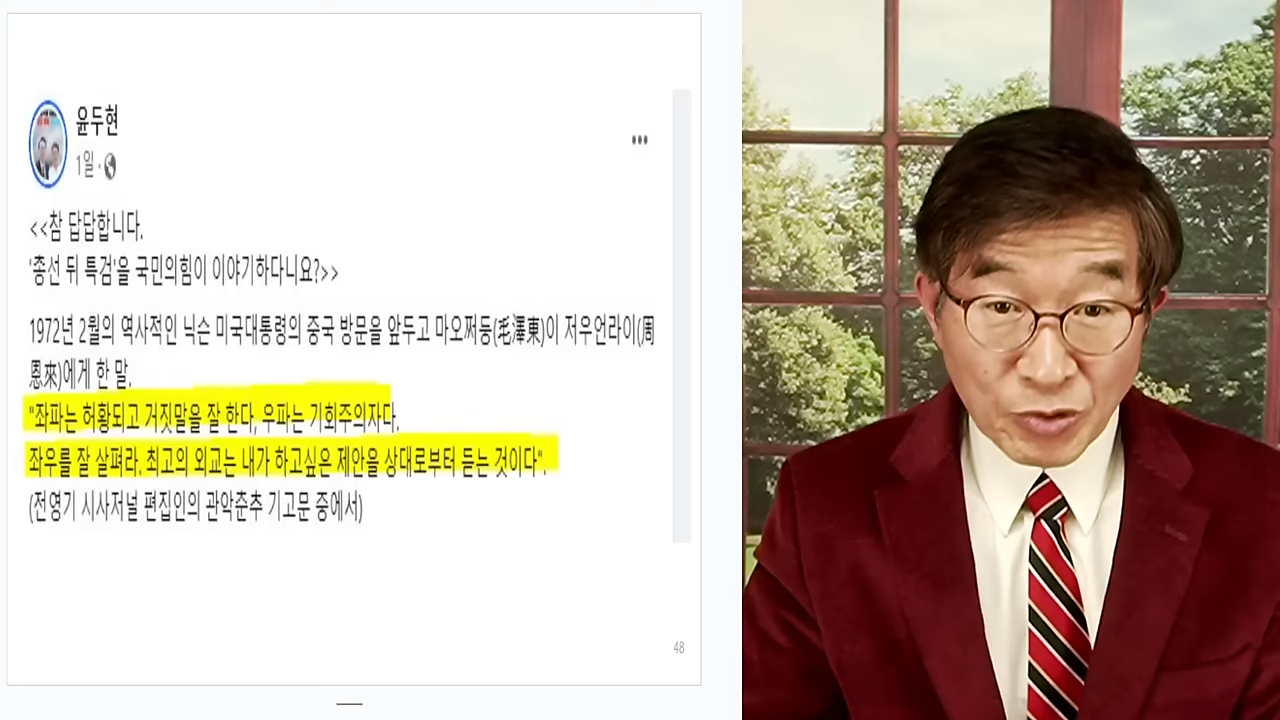 윤두현
1일 ·
<<참 답답합니다.
'총선 뒤 특검'을 국민의힘이 이야기하다니요?>>
1972년 2월의 역사적인 닉슨 미국대통령의 중국 방문을 앞두고 마오쩌둥(毛澤東)이 저우언라이(周
恩來)에게 한 말.
"좌파는 허황되고 거짓말을 잘 한다, 우파는 기회주의자다.
좌우를 잘 살펴라, 최고의 외교는 내가 하고싶은 제안을 상대로부터 듣는 것이다".
(전영기 시사저널 편집인의 관악춘추 기고문 중에서)
48